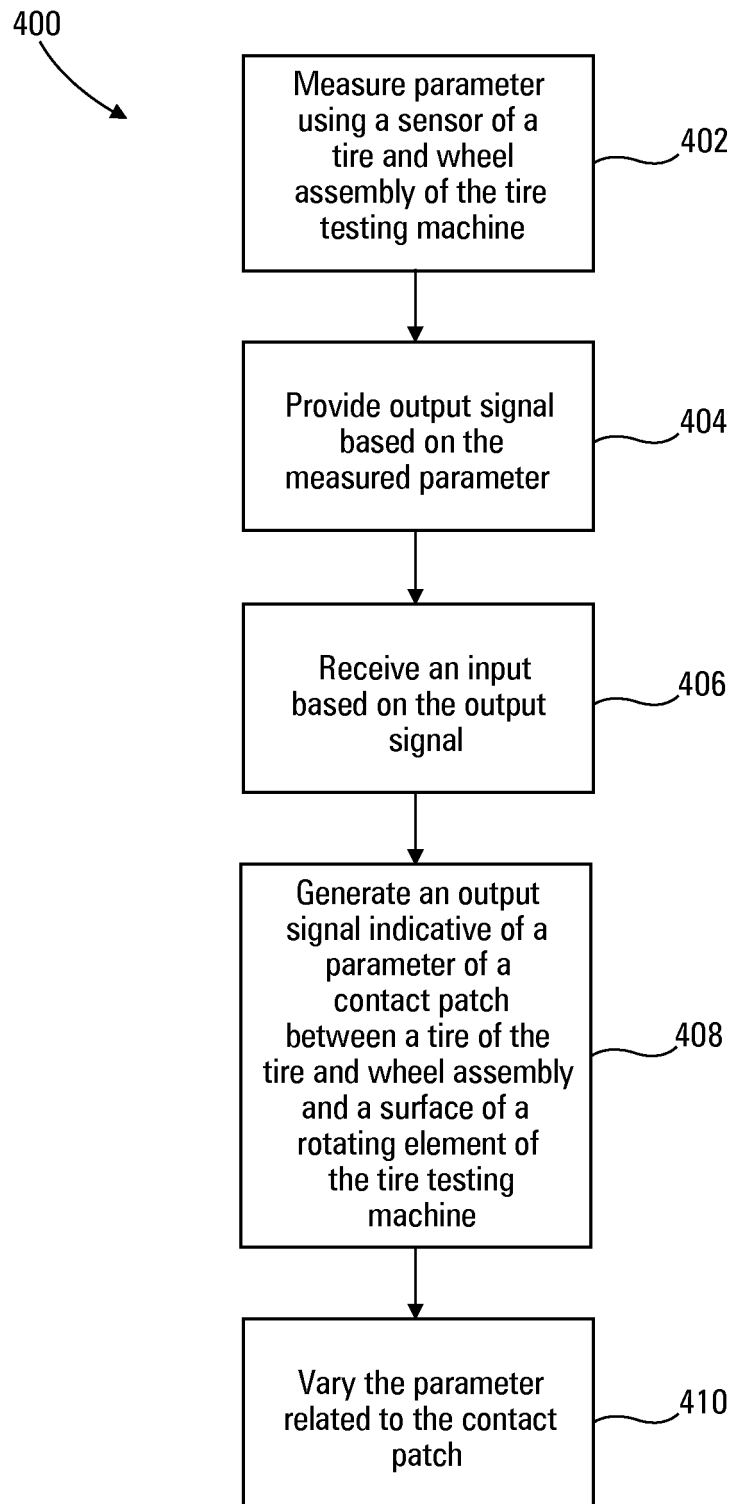 400
Measure parameter
using a sensor of a
tire and wheel
assembly of the tire
testing machine
402
Provide output signal
based on the
measured parameter
404
Receive an input
based on the output
signal
406
Generate an output
signal indicative of a
parameter of a
contact patch
between a tire of the
tire and wheel assembly
and a surface of a
rotating element of
the tire testing
machine
408
Vary the parameter
related to the contact
patch
410